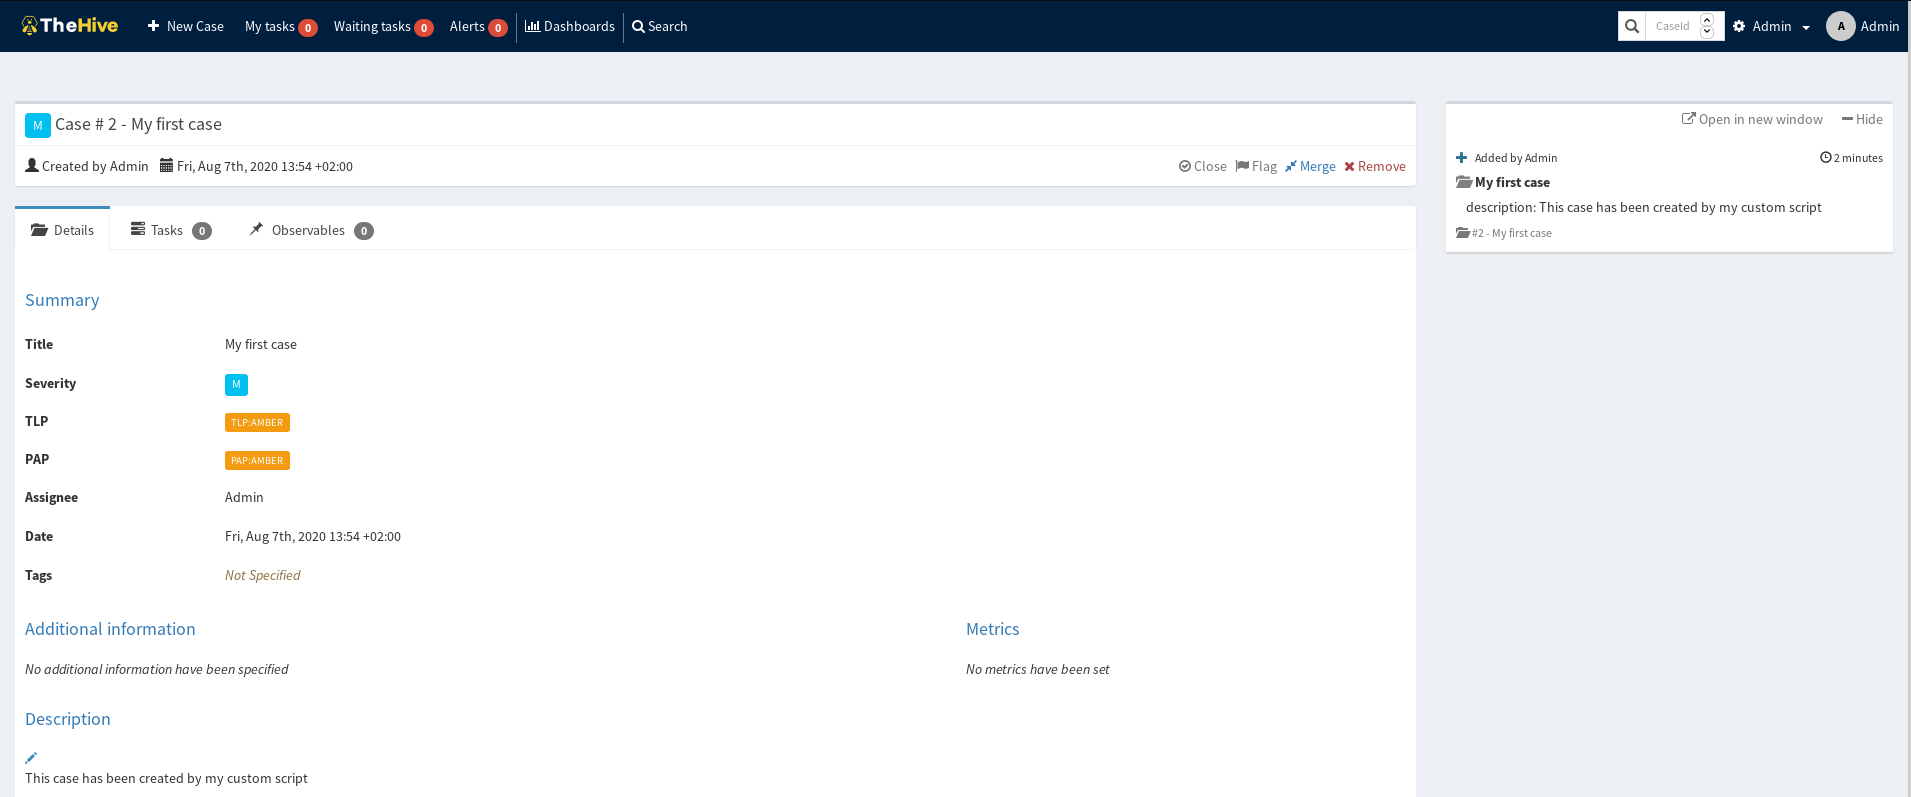 TheHive New Case My tasks 0 Waiting tasks 0 Alerts 0 Dashboards Search CaseId Admin A Admin
M Case # 2 - My first case
Created by Admin Fri, Aug 7th, 2020 13:54 +02:00 Close Flag Merge Remove
Details Tasks 0 Observables 0
Summary
Title My first case
Severity M
TLP TLP:AMBER
PAP PAP:AMBER
Assignee Admin
Date Fri, Aug 7th, 2020 13:54 +02:00
Tags Not Specified
Additional information
No additional information have been specified
Metrics
No metrics have been set
Description
This case has been created by my custom script
Open in new window Hide
Added by Admin 2 minutes
My first case
description: This case has been created by my custom script
#2 - My first case